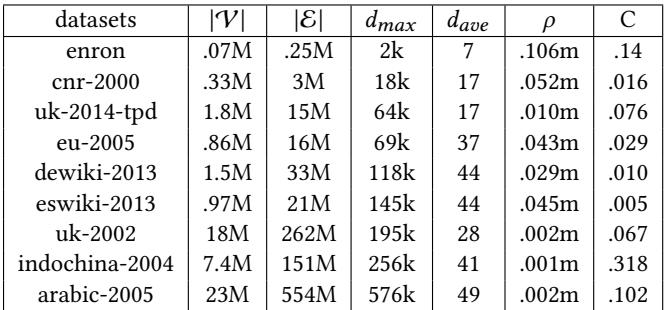 datasets |𝒱| |ℰ| d_max d_ave ρ C
enron .07M .25M 2k 7 .106m .14
cnr-2000 .33M 3M 18k 17 .052m .016
uk-2014-tpd 1.8M 15M 64k 17 .010m .076
eu-2005 .86M 16M 69k 37 .043m .029
dewiki-2013 1.5M 33M 118k 44 .029m .010
eswiki-2013 .97M 21M 145k 44 .045m .005
uk-2002 18M 262M 195k 28 .002m .067
indochina-2004 7.4M 151M 256k 41 .001m .318
arabic-2005 23M 554M 576k 49 .002m .102